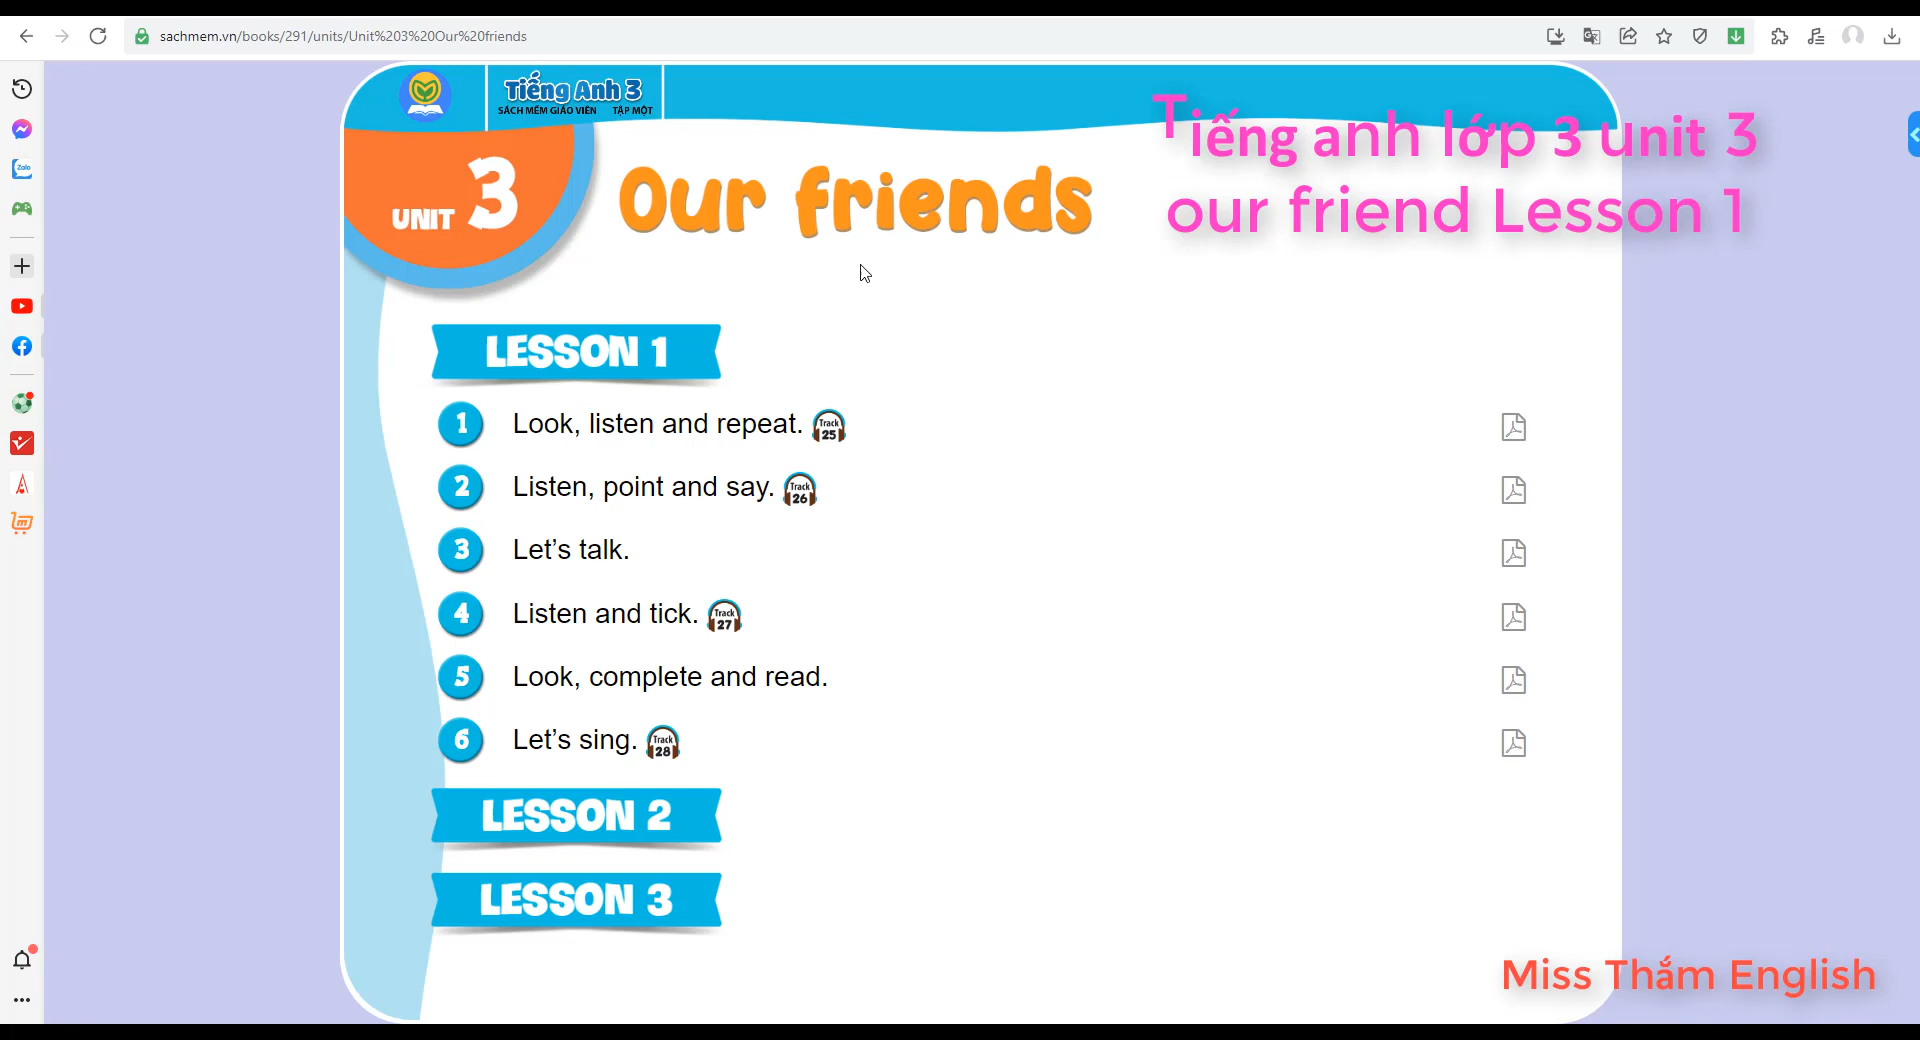 sachmem.vn/books/291/units/Unit%203%20Our%20friends
Zalo
Tiếng Anh 3
SÁCH MỀM GIÁO VIÊN TẬP MỘT
Tiếng anh lớp 3 unit 3
our friend Lesson 1
UNIT 3
Our friends
LESSON 1
1 Look, listen and repeat. Track 25
2 Listen, point and say. Track 26
3 Let’s talk.
4 Listen and tick. Track 27
5 Look, complete and read.
6 Let’s sing. Track 28
LESSON 2
LESSON 3
Miss Thắm English